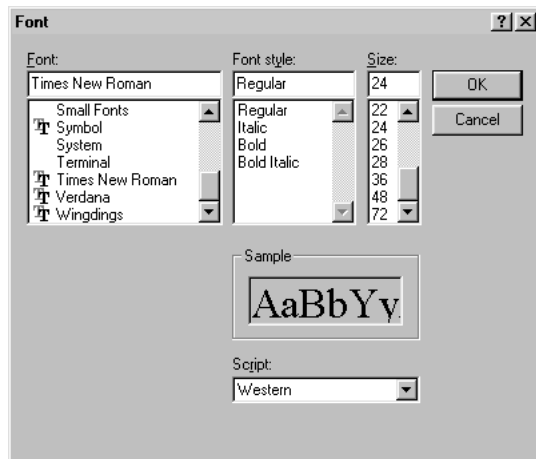 Font
Font: Font style: Size:
Times New Roman Regular 24 OK
Small Fonts Regular 22 Cancel
Symbol Italic 24
System Bold 26
Terminal Bold Italic 28
Times New Roman 36
Verdana 48
Wingdings 72
Sample
AaBbYy
Script:
Western